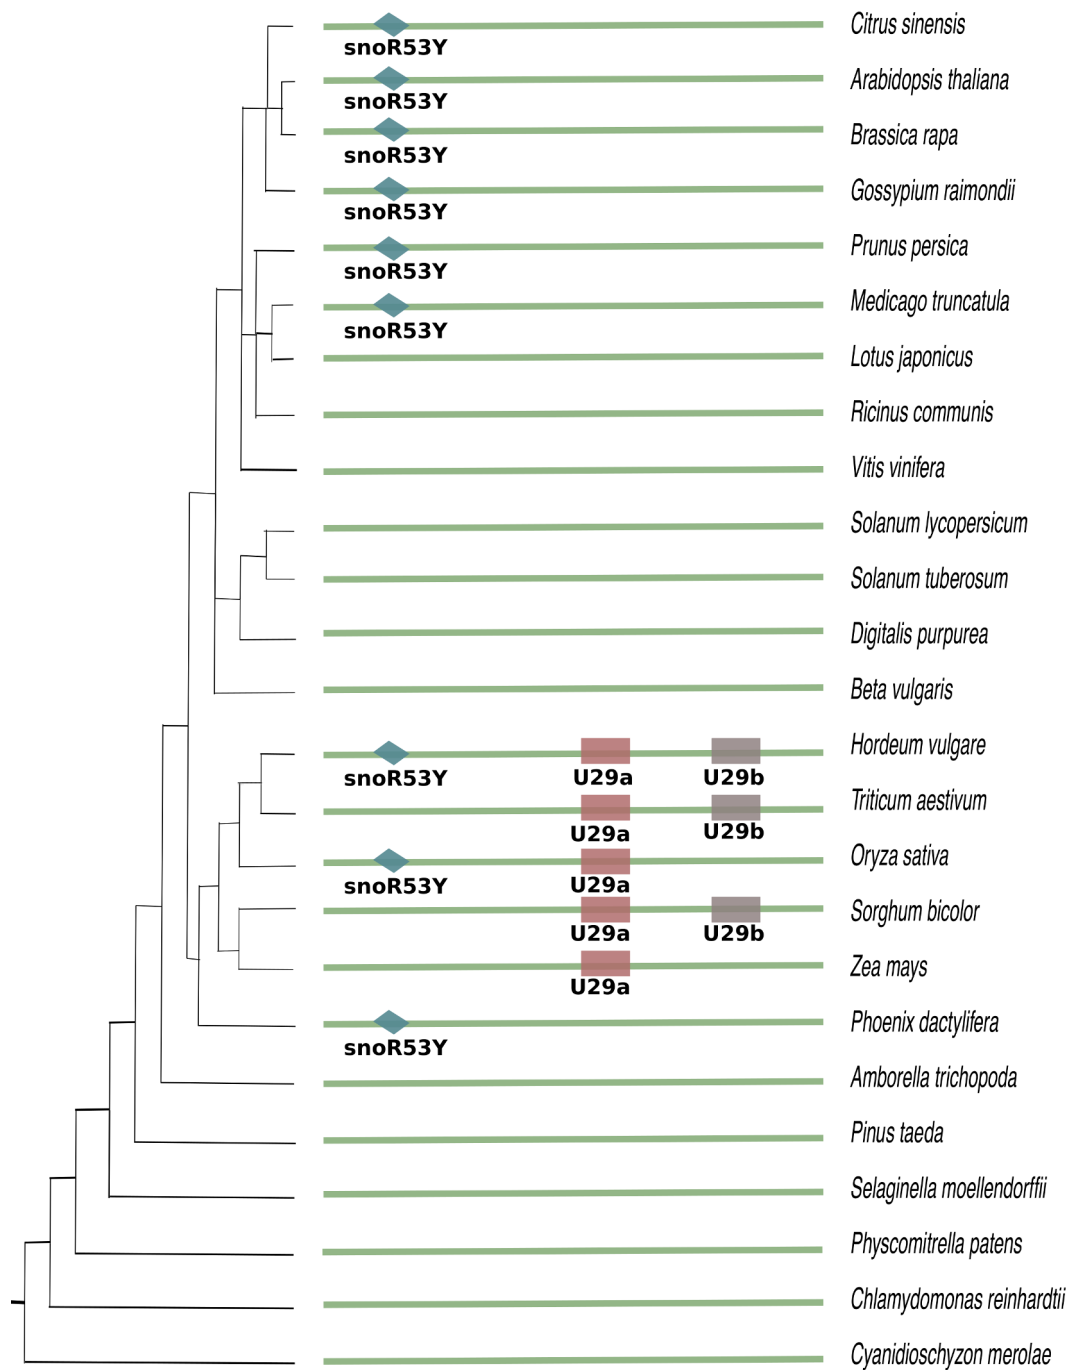 Citrus sinensis
snoR53Y
Arabidopsis thaliana
snoR53Y
Brassica rapa
snoR53Y
Gossypium raimondii
snoR53Y
Prunus persica
snoR53Y
Medicago truncatula
snoR53Y
Lotus japonicus
Ricinus communis
Vitis vinifera
Solanum lycopersicum
Solanum tuberosum
Digitalis purpurea
Beta vulgaris
Hordeum vulgare
snoR53Y U29a U29b
Triticum aestivum
U29a U29b
Oryza sativa
snoR53Y U29a
Sorghum bicolor
U29a U29b
Zea mays
U29a
Phoenix dactylifera
snoR53Y
Amborella trichopoda
Pinus taeda
Selaginella moellendorffii
Physcomitrella patens
Chlamydomonas reinhardtii
Cyanidioschyzon merolae